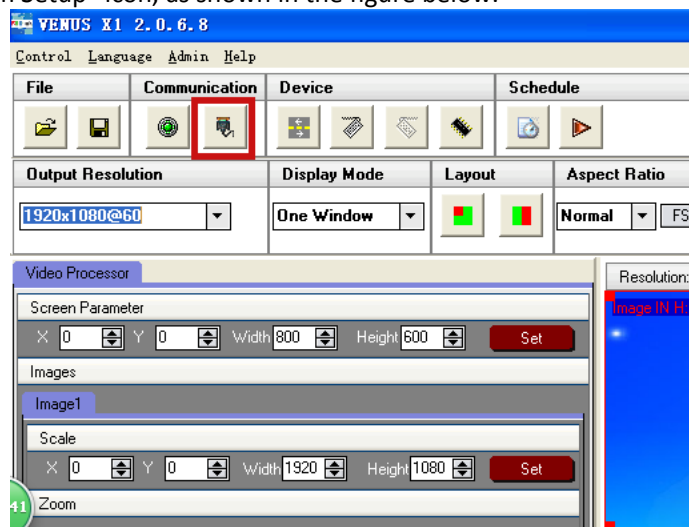 Setup" icon, as shown in the figure below:
VENUS X1 2.0.6.8
Control Language Admin Help
File Communication Device Schedule
Output Resolution Display Mode Layout Aspect Ratio
1920x1080@60 One Window Normal FS
Video Processor Resolution:
Screen Parameter Image IN H:
X 0 Y 0 Width 800 Height 600 Set
Images
Image1
Scale
X 0 Y 0 Width 1920 Height 1080 Set
41 Zoom